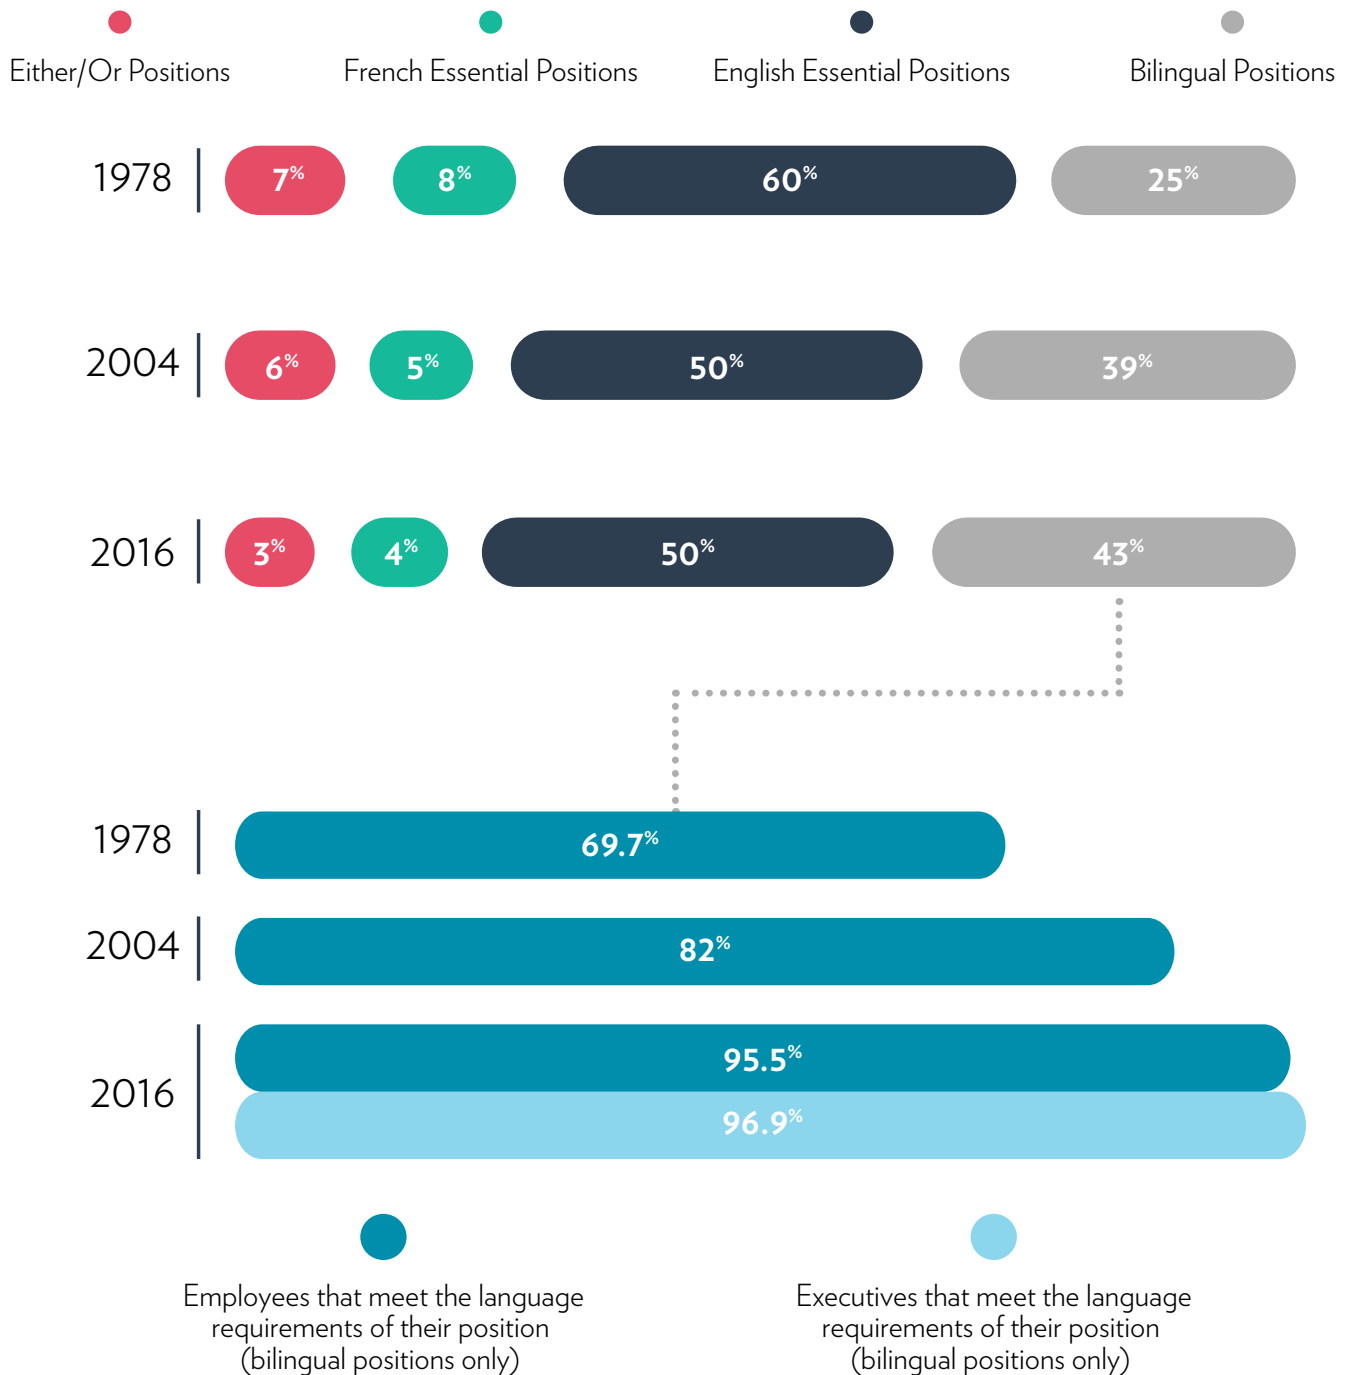 Either/Or Positions French Essential Positions English Essential Positions Bilingual Positions
1978 7% 8% 60% 25%
2004 6% 5% 50% 39%
2016 3% 4% 50% 43%
1978 69.7%
2004 82%
2016 95.5%
96.9%
Employees that meet the language
requirements of their position
(bilingual positions only)
Executives that meet the language
requirements of their position
(bilingual positions only)